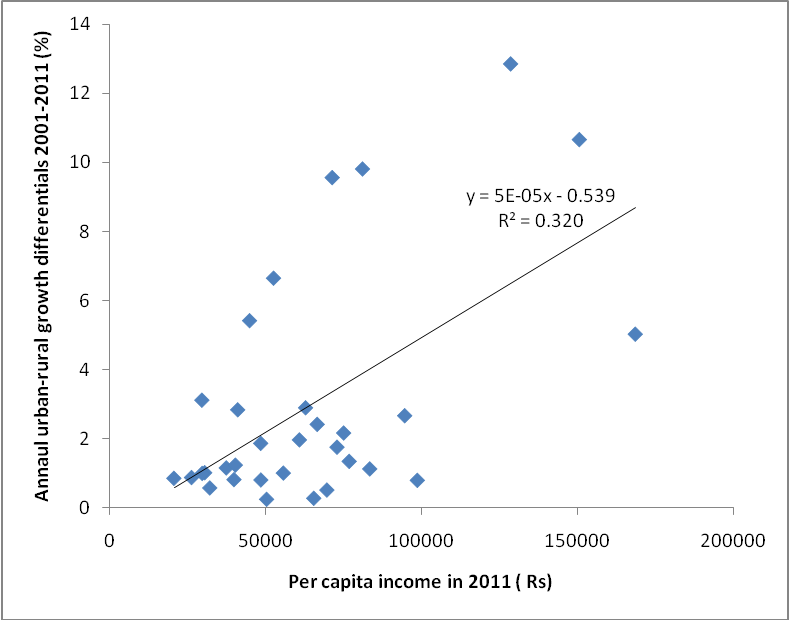 Annaul urban-rural growth differentials 2001-2011 (%)
14
12
10
8
6
4
2
0
y = 5E-05x - 0.539
R² = 0.320
0 50000 100000 150000 200000
Per capita income in 2011 ( Rs)